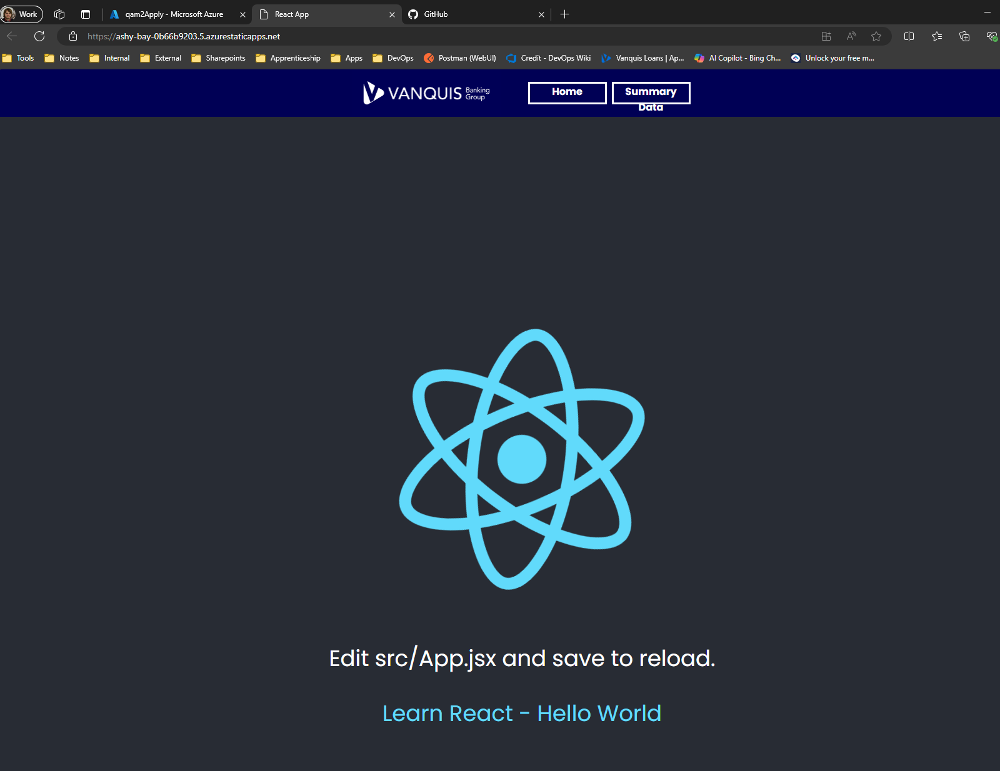 Work
qam2Apply - Microsoft Azure
React App
GitHub
https://ashy-bay-0b66b9203.5.azurestaticapps.net
Tools
Notes
Internal
External
Sharepoints
Apprenticeship
Apps
DevOps
Postman (WebUI)
Credit - DevOps Wiki
Vanquis Loans | Ap...
AI Copilot - Bing Ch...
Unlock your free m...
VANQUIS Banking
Group
Home
Summary
Data
Edit src/App.jsx and save to reload.
Learn React - Hello World